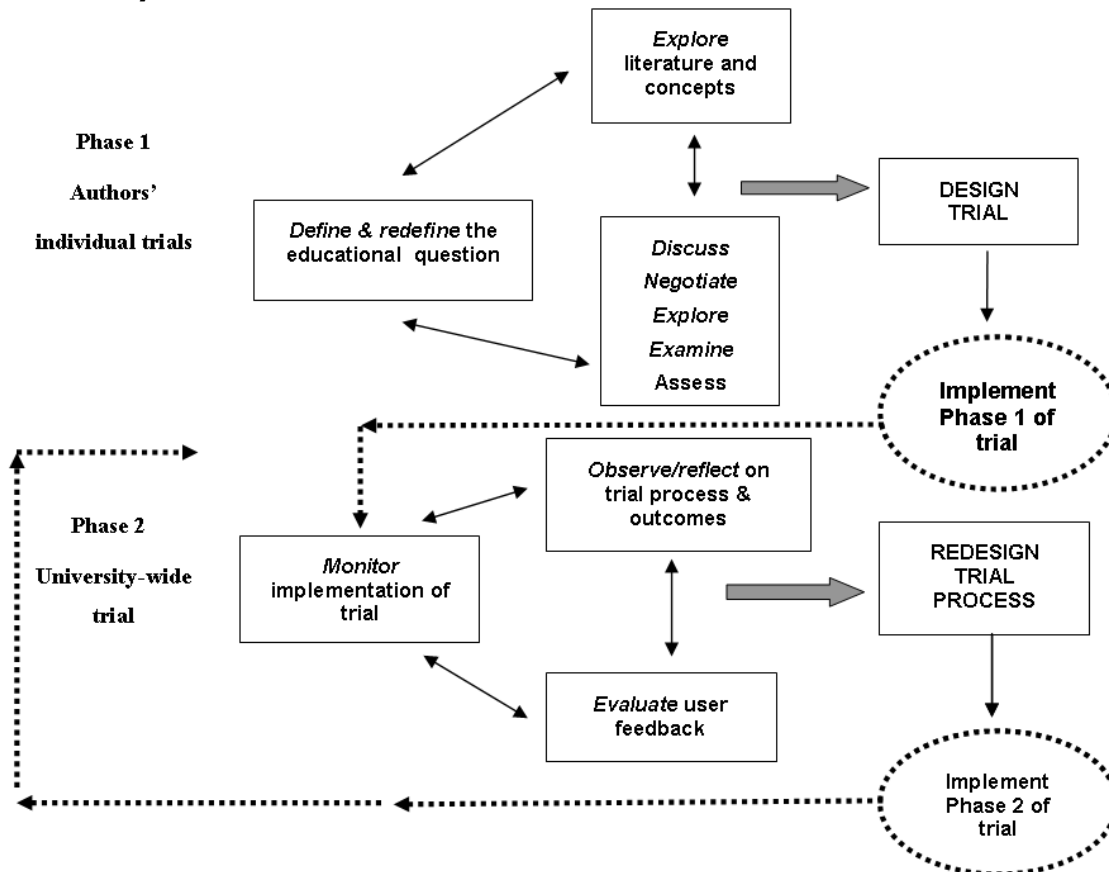 Explore
literature and
concepts
Phase 1
Authors’
individual trials
Define & redefine the
educational question
Discuss
Negotiate
Explore
Examine
Assess
DESIGN
TRIAL
Implement
Phase 1 of
trial
Phase 2
University-wide
trial
Monitor
implementation of
trial
Observe/reflect on
trial process &
outcomes
Evaluate user
feedback
REDESIGN
TRIAL
PROCESS
Implement
Phase 2 of
trial